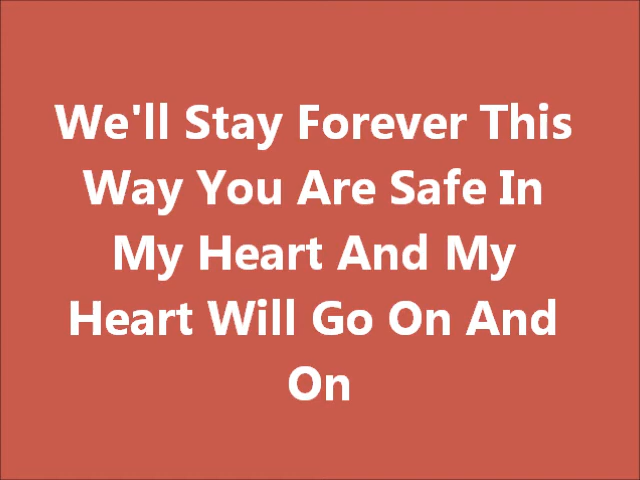 We'll Stay Forever This
Way You Are Safe In
My Heart And My
Heart Will Go On And
On